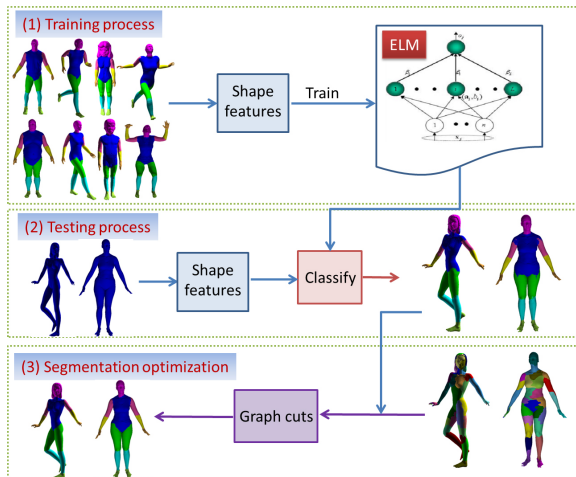 (1) Training process
ELM
Shape
features
Train
(2) Testing process
Shape
features
Classify
(3) Segmentation optimization
Graph cuts